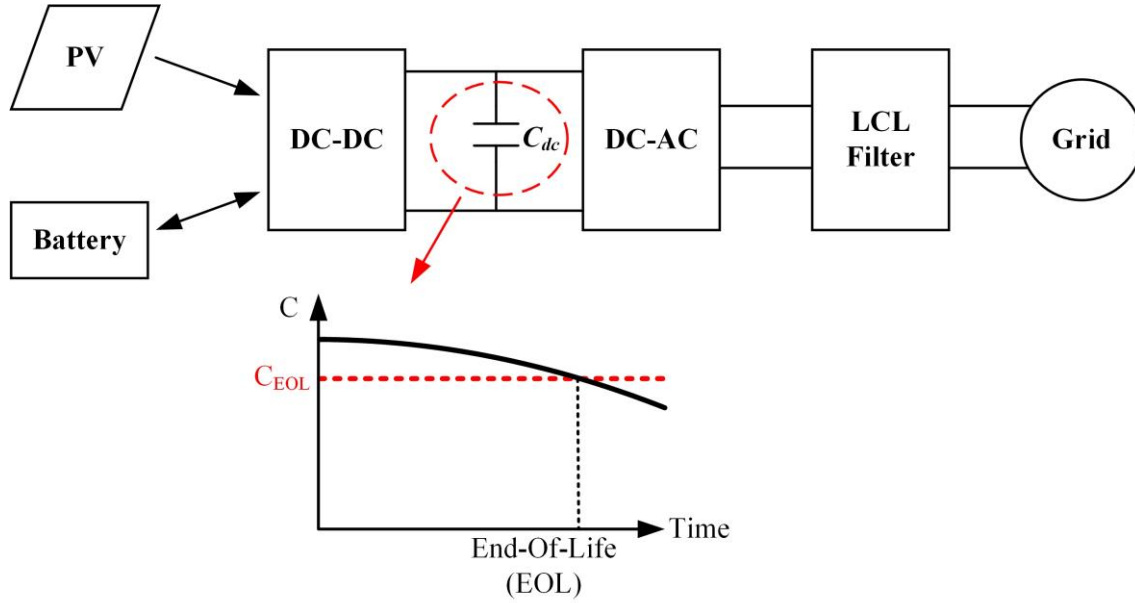 PV
DC-DC
C_dc
DC-AC
LCL
Filter
Grid
Battery
C
C_EOL
Time
End-Of-Life
(EOL)